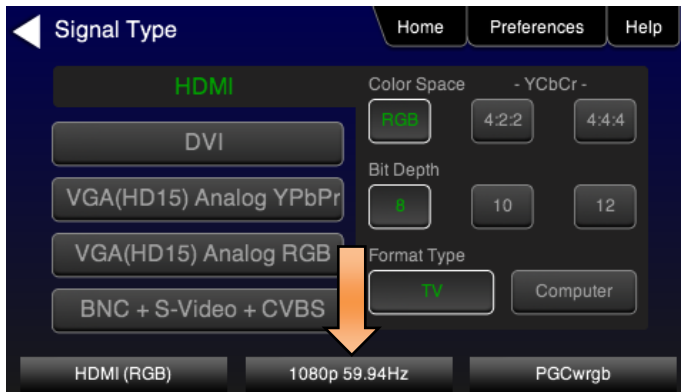 Signal Type Home Preferences Help
HDMI
DVI
VGA(HD15) Analog YPbPr
VGA(HD15) Analog RGB
BNC + S-Video + CVBS
Color Space - YCbCr -
RGB 4:2:2 4:4:4
Bit Depth
8 10 12
Format Type
TV Computer
HDMI (RGB) 1080p 59.94Hz PGCwrgb